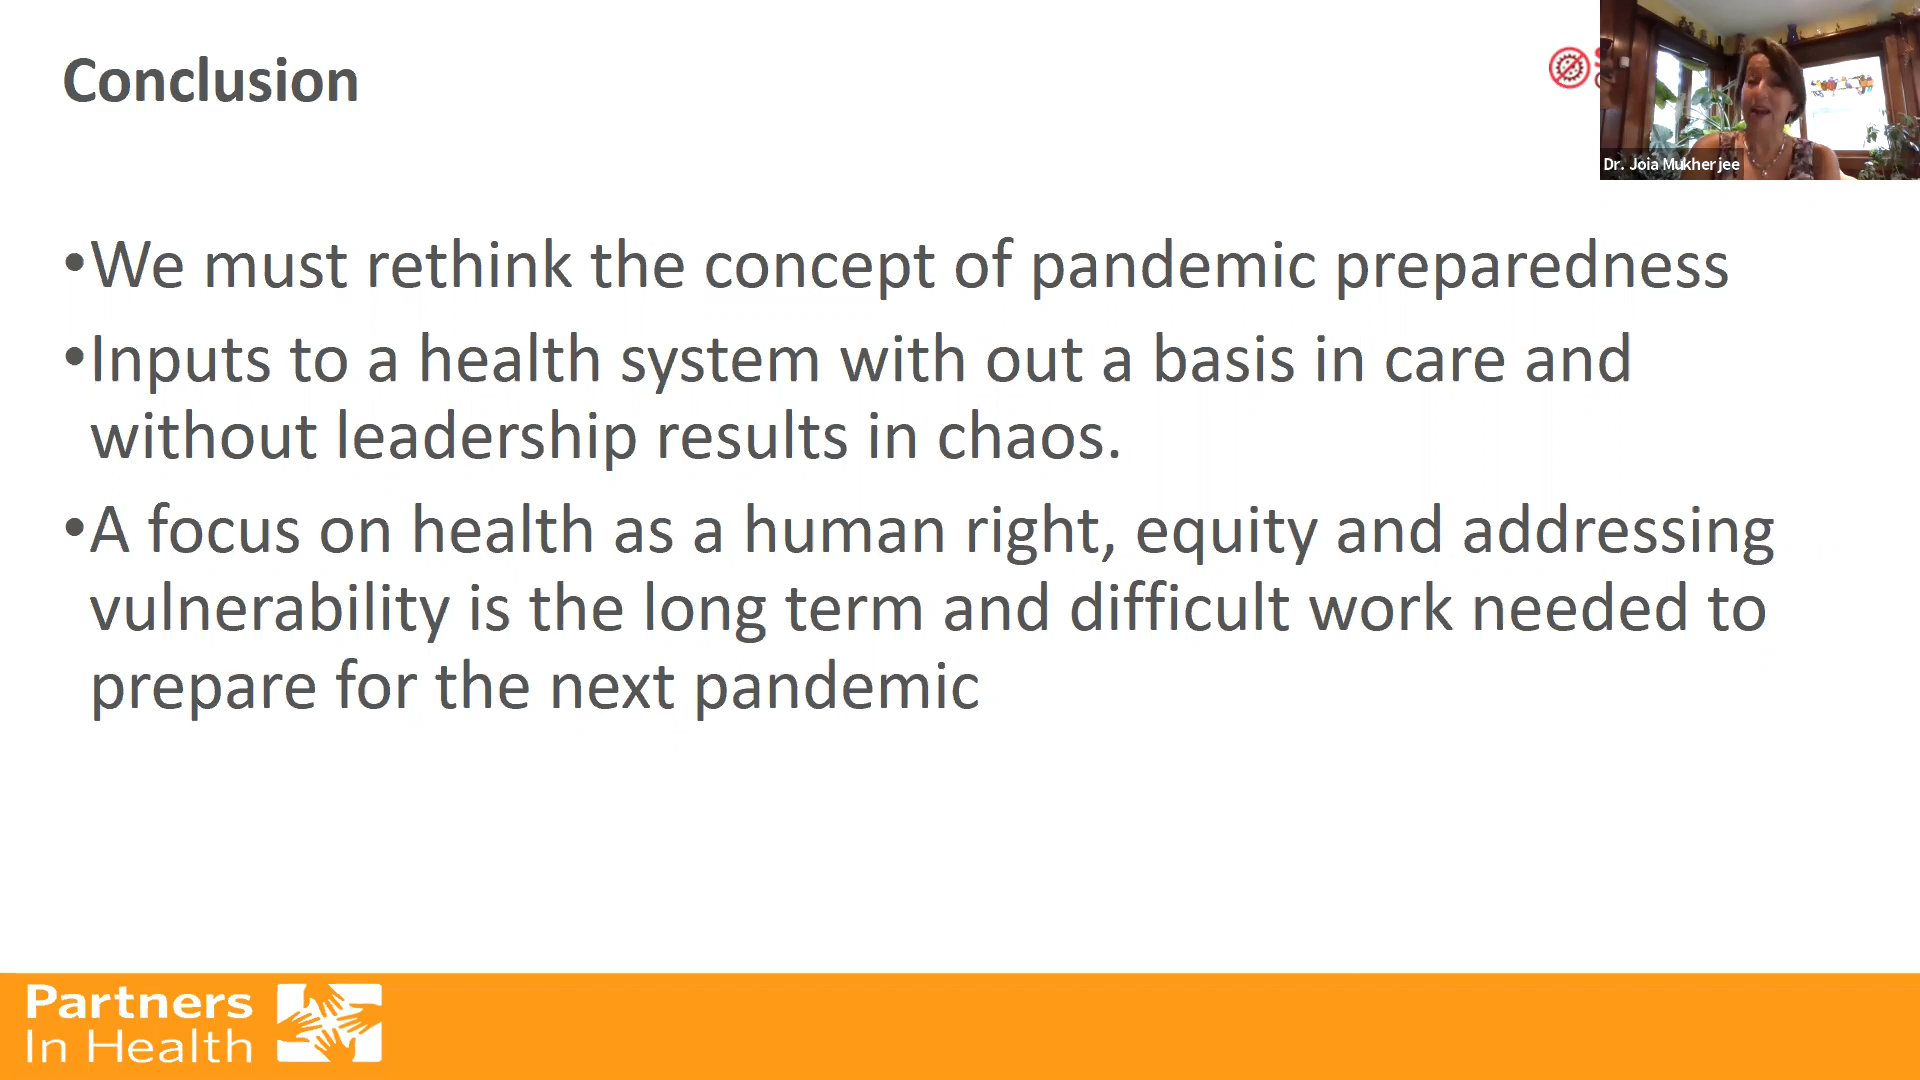 Conclusion
Dr. Joia Mukherjee
•We must rethink the concept of pandemic preparedness
•Inputs to a health system with out a basis in care and
without leadership results in chaos.
•A focus on health as a human right, equity and addressing
vulnerability is the long term and difficult work needed to
prepare for the next pandemic
Partners
In Health